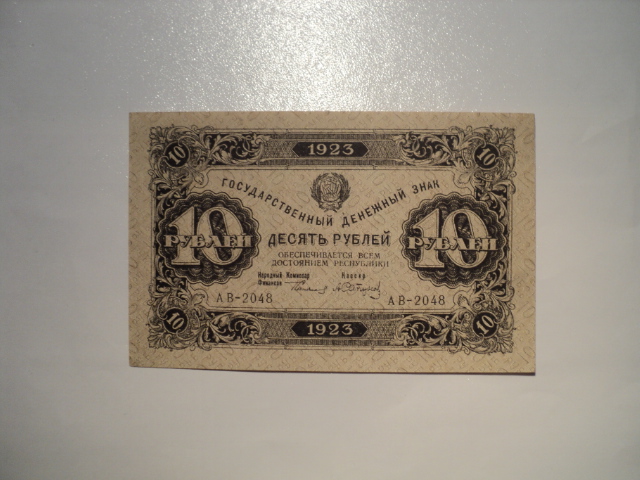 1923
10 10
ГОСУДАРСТВЕННЫЙ ДЕНЕЖНЫЙ ЗНАК
10 РУБЛЕЙ
ДЕСЯТЬ РУБЛЕЙ
10 РУБЛЕЙ
ОБЕСПЕЧИВАЕТСЯ ВСЕМ
ДОСТОЯНИЕМ РЕСПУБЛИКИ
Народный Комиссар Кассир
Финансов
АВ-2048 АВ-2048
10 10
1923